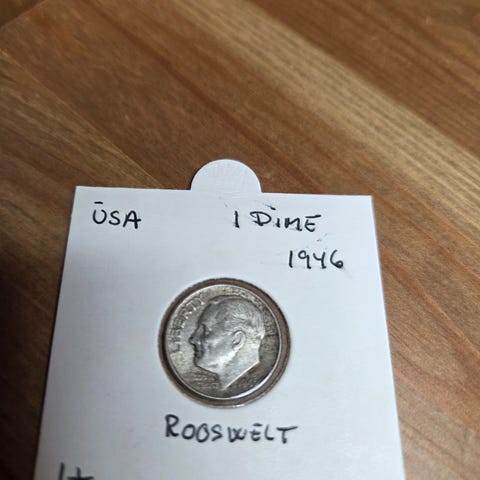 USA 1 DIME
1946
LIBERTY
ROOSWELT